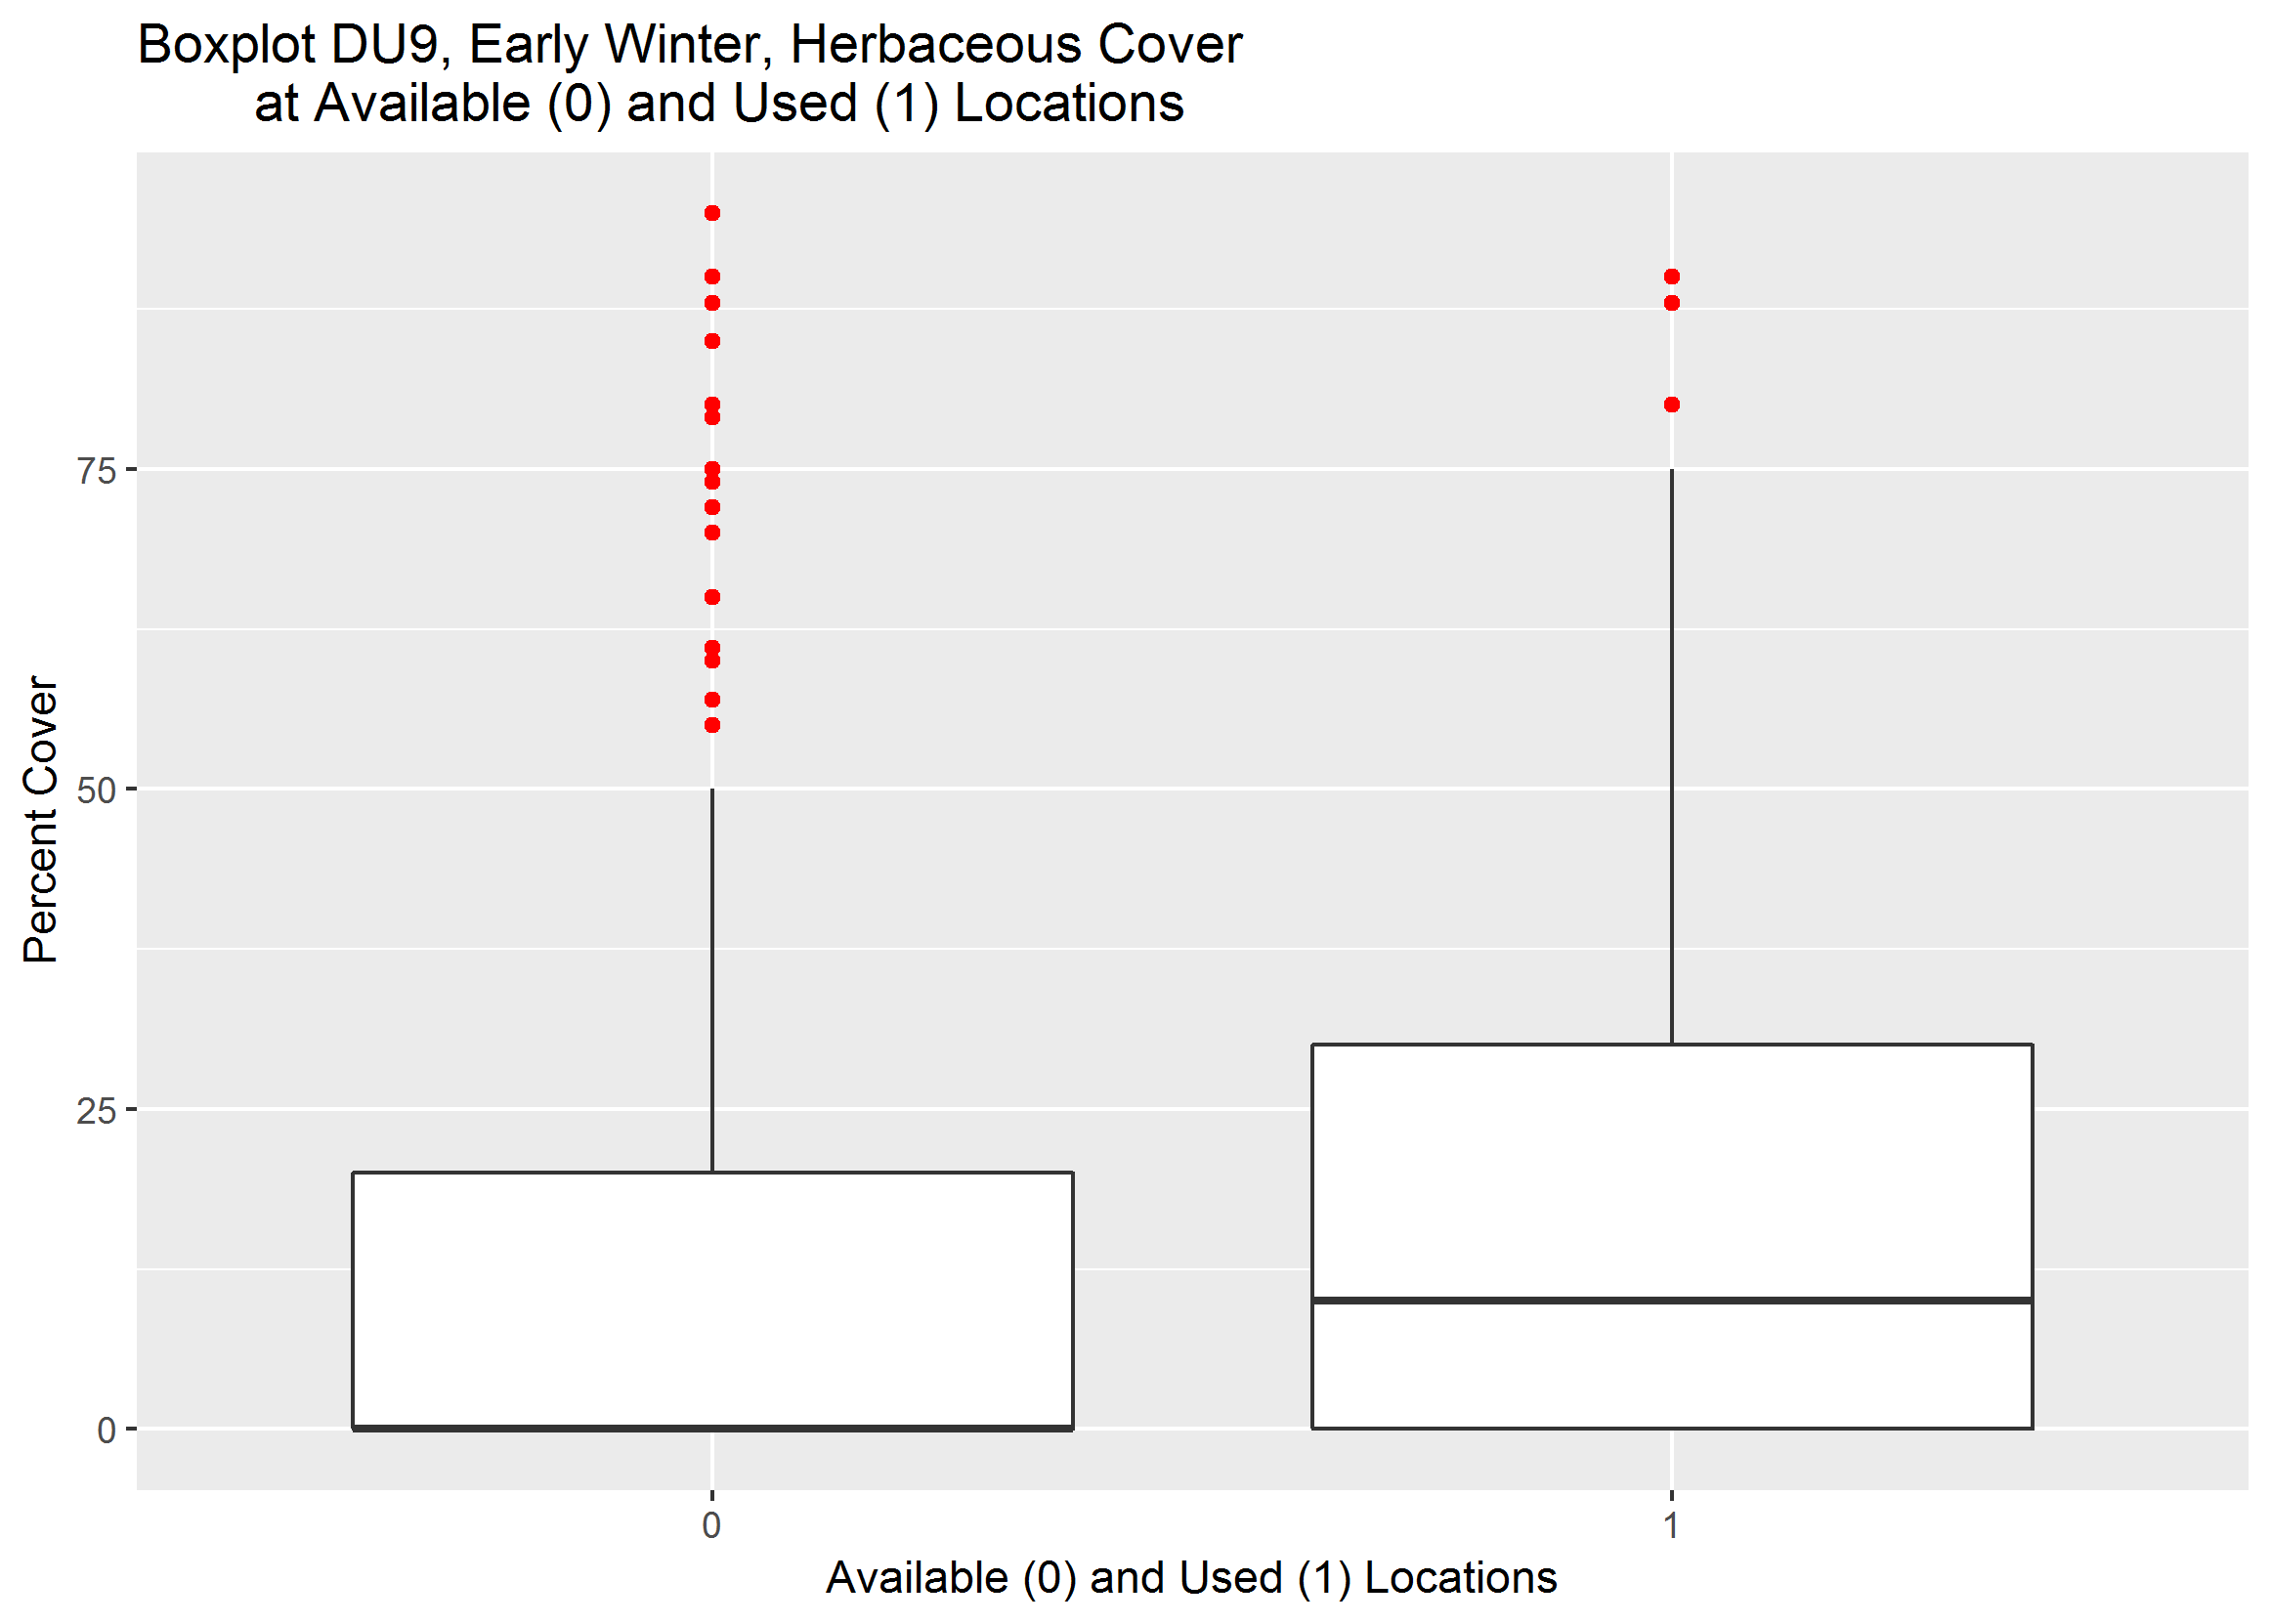 Boxplot DU9, Early Winter, Herbaceous Cover
at Available (0) and Used (1) Locations
Percent Cover
75
50
25
0
0
1
Available (0) and Used (1) Locations